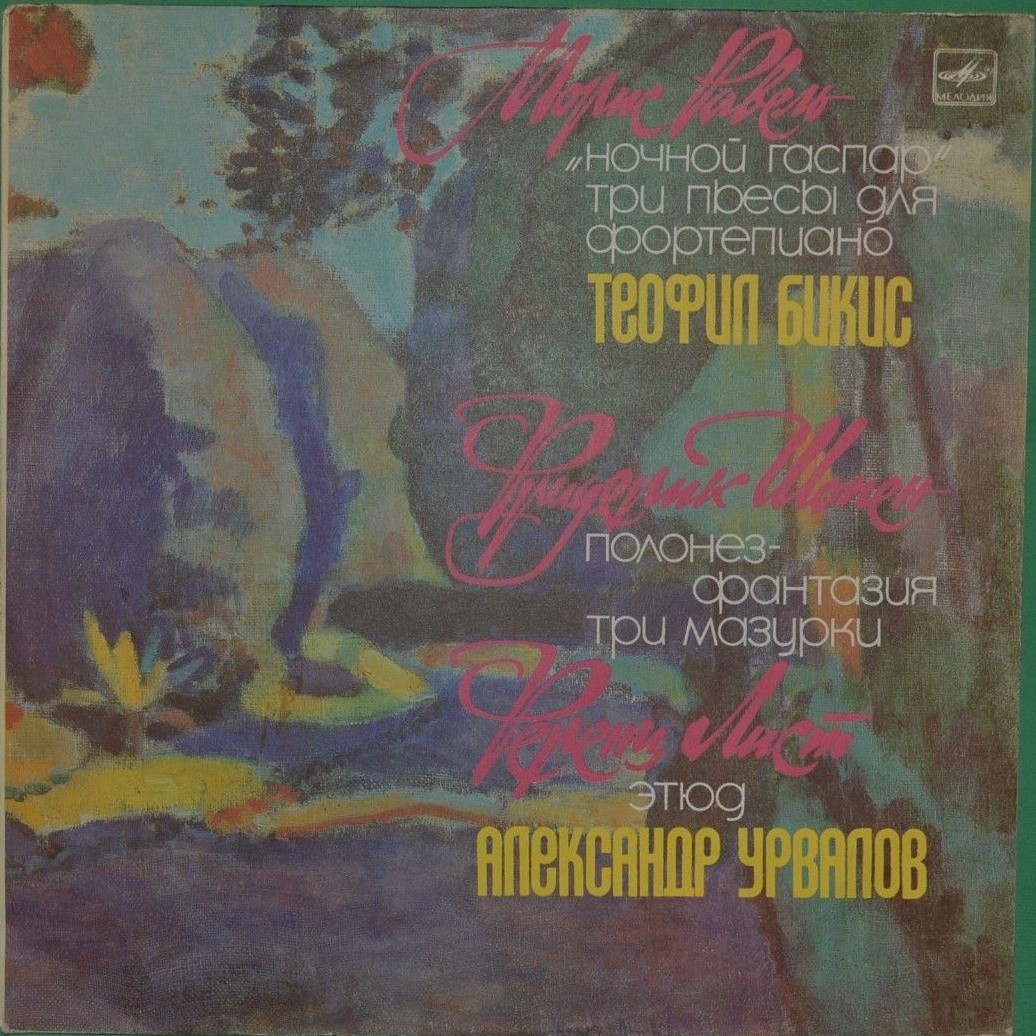 Морис Равель
МЕЛОДИЯ
„ночной гаспар“
три пьесы для
фортепиано
ТЕОФИЛ БИКИС
Фридерик Шопен
полонез-
фантазия
три мазурки
Ференц Лист
этюд
АЛЕКСАНДР УРВАЛОВ